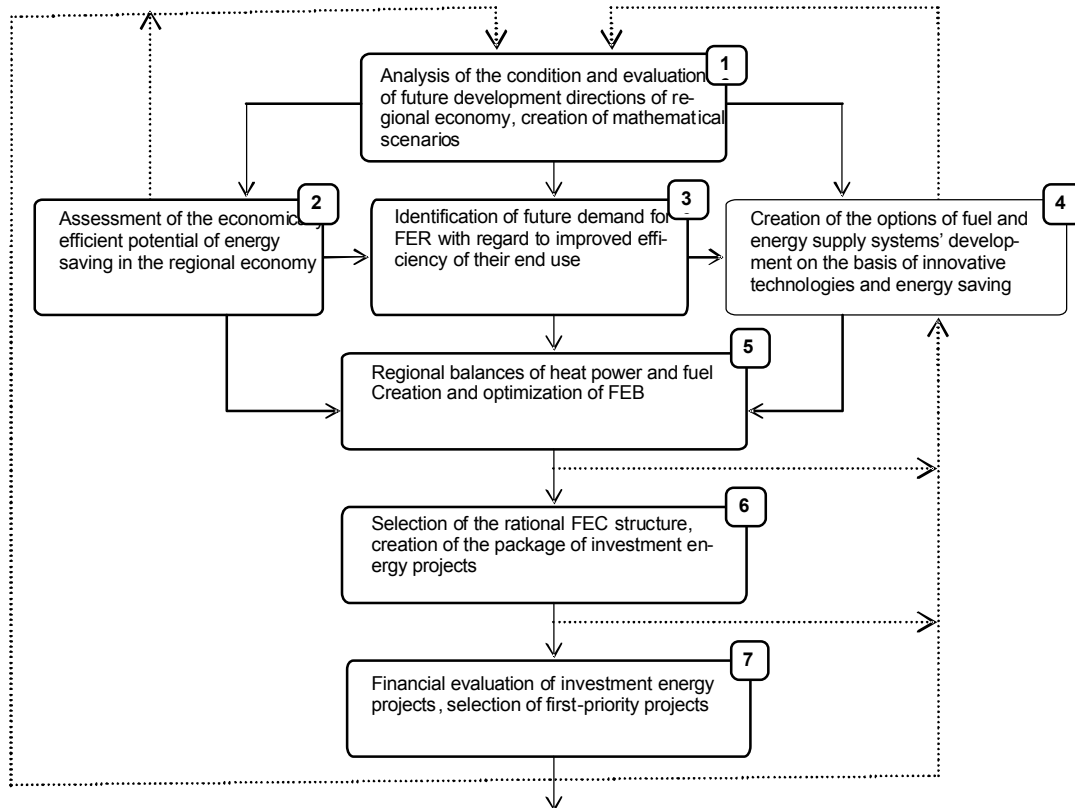 1
Analysis of the condition and evaluation
of future development directions of re-
gional economy, creation of mathematical
scenarios
2
Assessment of the economically
efficient potential of energy
saving in the regional economy
3
Identification of future demand for
FER with regard to improved effi-
ciency of their end use
4
Creation of the options of fuel and
energy supply systems' develop-
ment on the basis of innovative
technologies and energy saving
5
Regional balances of heat power and fuel
Creation and optimization of FEB
6
Selection of the rational FEC structure,
creation of the package of investment en-
ergy projects
7
Financial evaluation of investment energy
projects, selection of first-priority projects